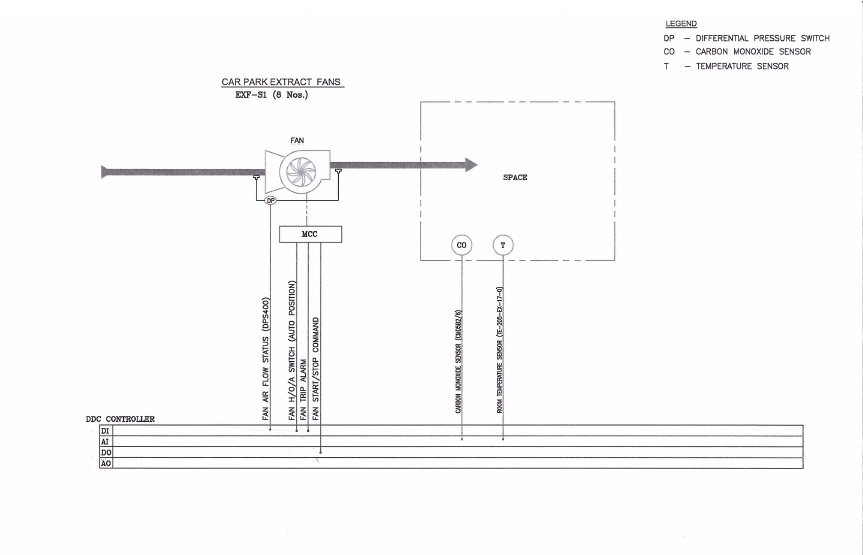 LEGEND
DP – DIFFERENTIAL PRESSURE SWITCH
CO – CARBON MONOXIDE SENSOR
T – TEMPERATURE SENSOR
CAR PARK EXTRACT FANS
EXF-S1 (8 Nos.)
FAN
SPACE
DP
MCC
CO
T
FAN AIR FLOW STATUS (DPS400)
FAN H/O/A SWITCH (AUTO POSITION)
FAN TRIP ALARM
FAN START/STOP COMMAND
CARBON MONOXIDE SENSOR
ROOM TEMPERATURE SENSOR (TE-205-EX-17-0)
DDC CONTROLLER
DI
AI
DO
AO